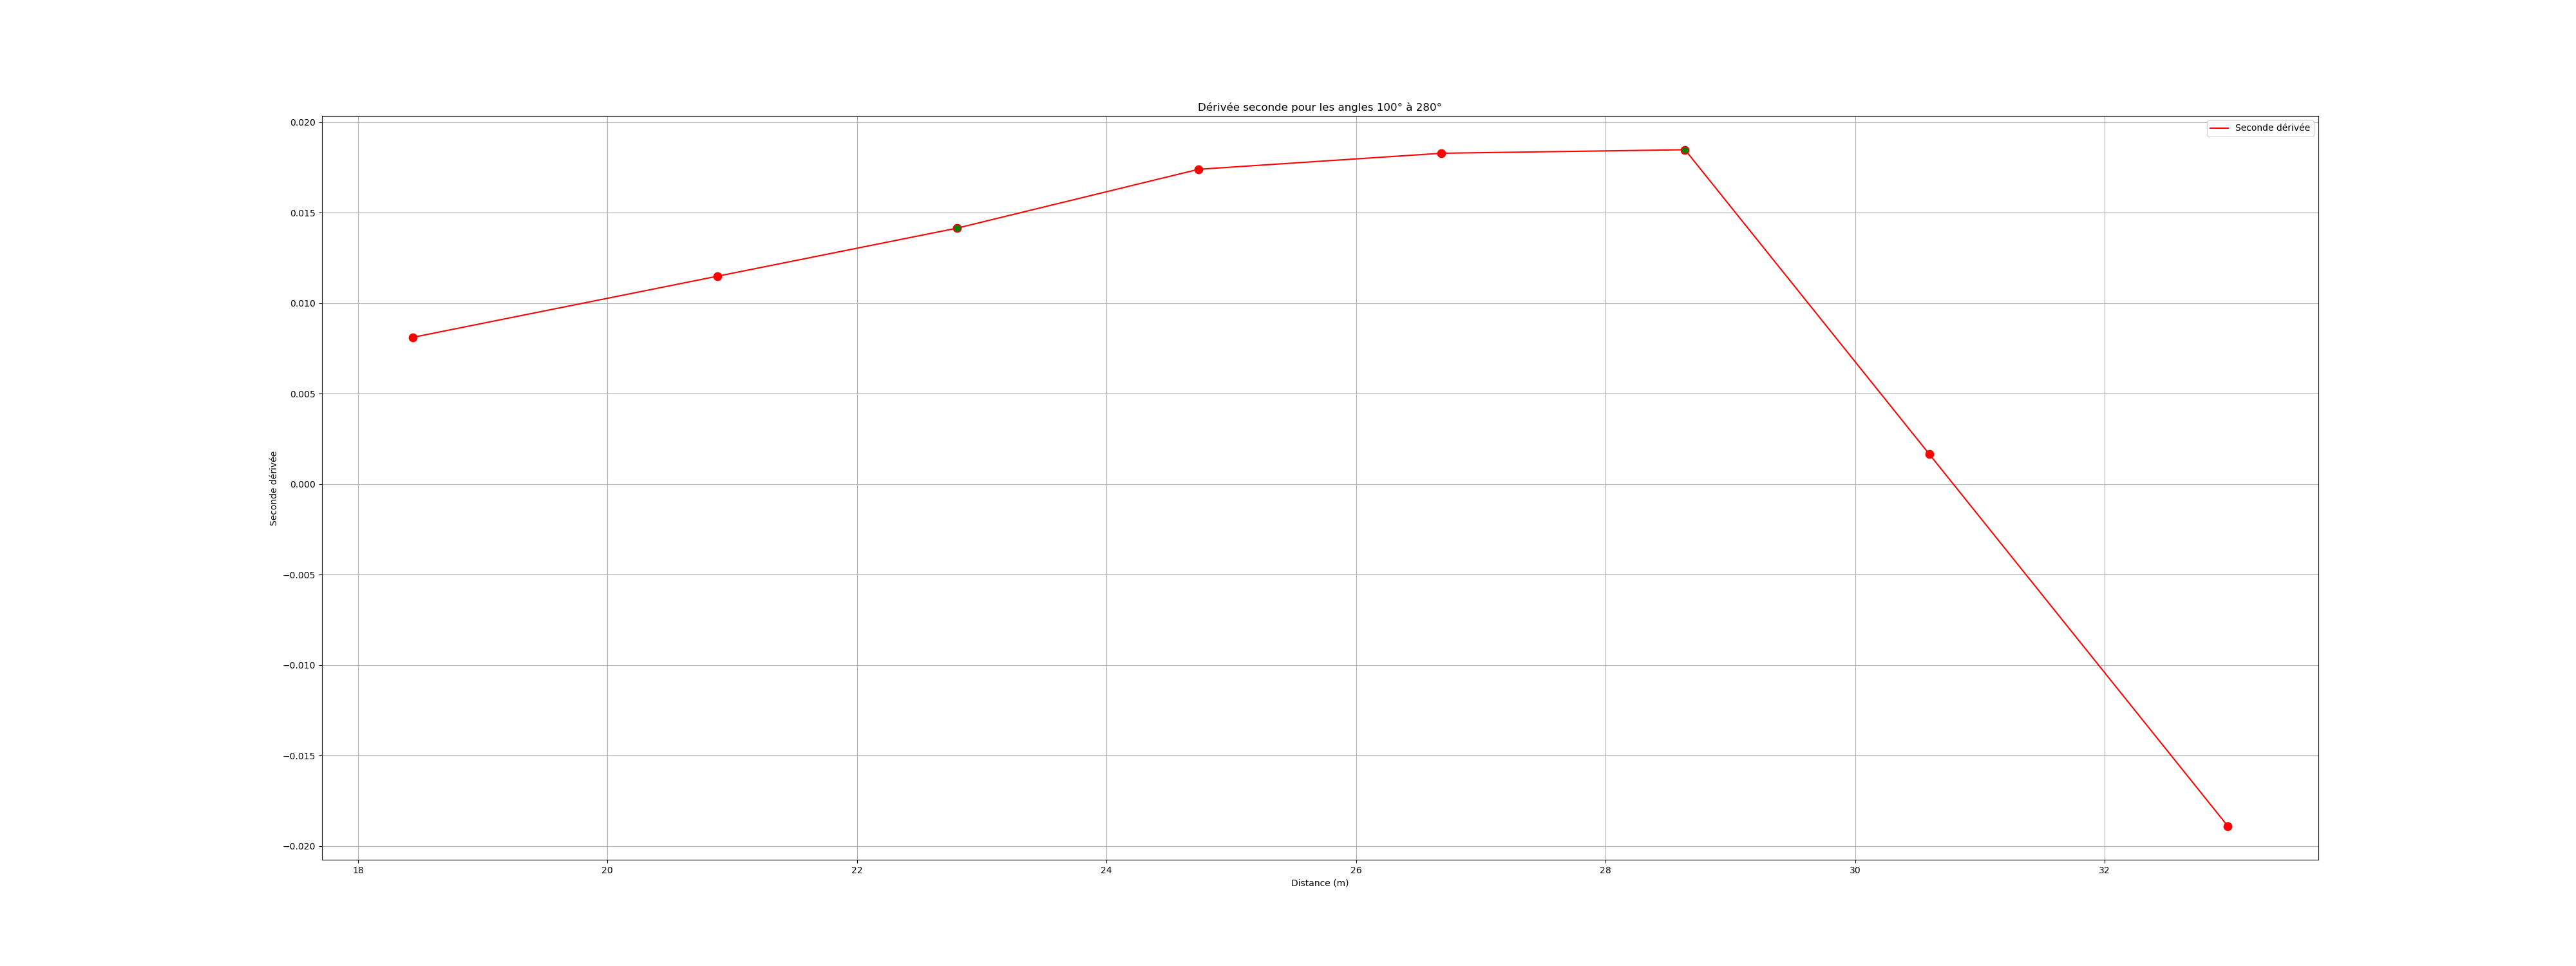 Dérivée seconde pour les angles 100° à 280°
Seconde dérivée
0.020
0.015
0.010
0.005
0.000
−0.005
−0.010
−0.015
−0.020
Seconde dérivée
18 20 22 24 26 28 30 32
Distance (m)